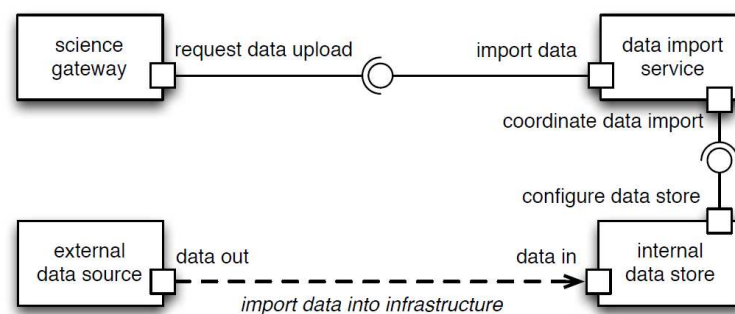 science
gateway
request data upload
import data
data import
service
coordinate data import
configure data store
external
data source
data out
data in
internal
data store
import data into infrastructure